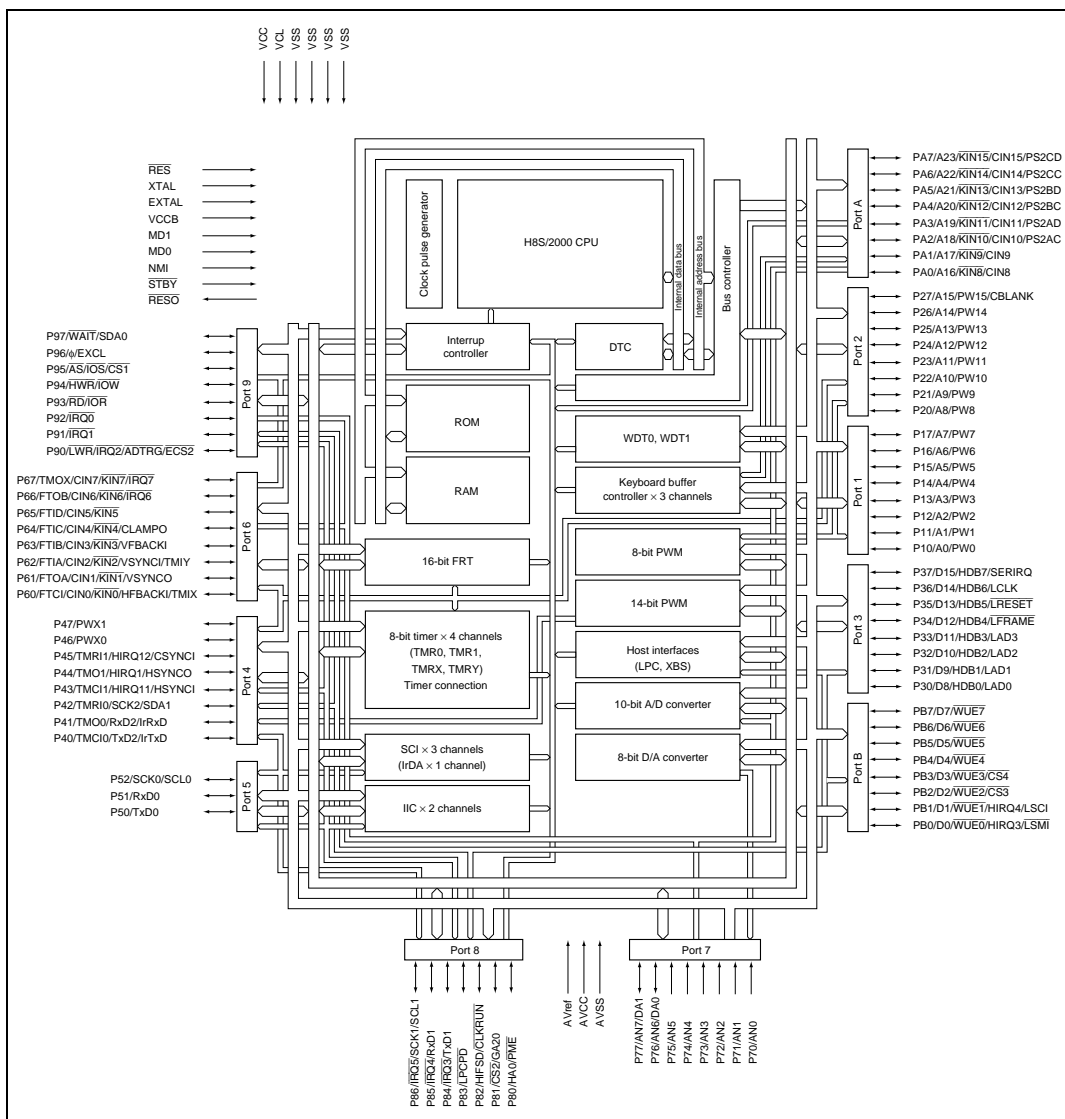 VCC
VCL
VSS
VSS
VSS
VSS
RES
XTAL
EXTAL
VCCB
MD1
MD0
NMI
STBY
RESO
Clock pulse generator
H8S/2000 CPU
Internal data bus
Internal address bus
Bus controller
Interrup
controller
DTC
ROM
RAM
WDT0, WDT1
Keyboard buffer
controller × 3 channels
16-bit FRT
8-bit PWM
14-bit PWM
8-bit timer × 4 channels
(TMR0, TMR1,
TMRX, TMRY)
Timer connection
Host interfaces
(LPC, XBS)
10-bit A/D converter
SCI × 3 channels
(IrDA × 1 channel)
8-bit D/A converter
IIC × 2 channels
Port 9
P97/WAIT/SDA0
P96/φ/EXCL
P95/AS/IOS/CS1
P94/HWR/IOW
P93/RD/IOR
P92/IRQ0
P91/IRQ1
P90/LWR/IRQ2/ADTRG/ECS2
Port 6
P67/TMOX/CIN7/KIN7/IRQ7
P66/FTOB/CIN6/KIN6/IRQ6
P65/FTID/CIN5/KIN5
P64/FTIC/CIN4/KIN4/CLAMPO
P63/FTIB/CIN3/KIN3/VFBACKI
P62/FTIA/CIN2/KIN2/VSYNCI/TMIY
P61/FTOA/CIN1/KIN1/VSYNCO
P60/FTCI/CIN0/KIN0/HFBACKI/TMIX
Port 4
P47/PWX1
P46/PWX0
P45/TMRI1/HIRQ12/CSYNCI
P44/TMO1/HIRQ1/HSYNCO
P43/TMCI1/HIRQ11/HSYNCI
P42/TMRI0/SCK2/SDA1
P41/TMO0/RxD2/IrRxD
P40/TMCI0/TxD2/IrTxD
Port 5
P52/SCK0/SCL0
P51/RxD0
P50/TxD0
Port A
PA7/A23/KIN15/CIN15/PS2CD
PA6/A22/KIN14/CIN14/PS2CC
PA5/A21/KIN13/CIN13/PS2BD
PA4/A20/KIN12/CIN12/PS2BC
PA3/A19/KIN11/CIN11/PS2AD
PA2/A18/KIN10/CIN10/PS2AC
PA1/A17/KIN9/CIN9
PA0/A16/KIN8/CIN8
Port 2
P27/A15/PW15/CBLANK
P26/A14/PW14
P25/A13/PW13
P24/A12/PW12
P23/A11/PW11
P22/A10/PW10
P21/A9/PW9
P20/A8/PW8
Port 1
P17/A7/PW7
P16/A6/PW6
P15/A5/PW5
P14/A4/PW4
P13/A3/PW3
P12/A2/PW2
P11/A1/PW1
P10/A0/PW0
Port 3
P37/D15/HDB7/SERIRQ
P36/D14/HDB6/LCLK
P35/D13/HDB5/LRESET
P34/D12/HDB4/LFRAME
P33/D11/HDB3/LAD3
P32/D10/HDB2/LAD2
P31/D9/HDB1/LAD1
P30/D8/HDB0/LAD0
Port B
PB7/D7/WUE7
PB6/D6/WUE6
PB5/D5/WUE5
PB4/D4/WUE4
PB3/D3/WUE3/CS4
PB2/D2/WUE2/CS3
PB1/D1/WUE1/HIRQ4/LSCI
PB0/D0/WUE0/HIRQ3/LSMI
Port 8
P86/IRQ5/SCK1/SCL1
P85/IRQ4/RxD1
P84/IRQ3/TxD1
P83/LPCPD
P82/HIFSD/CLKRUN
P81/CS2/GA20
P80/HA0/PME
AVref
AVCC
AVSS
Port 7
P77/AN7/DA1
P76/AN6/DA0
P75/AN5
P74/AN4
P73/AN3
P72/AN2
P71/AN1
P70/AN0